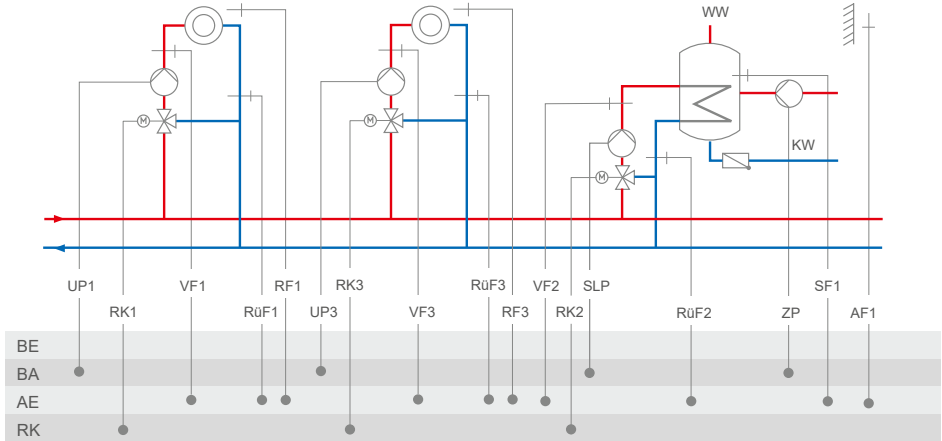 WW
M
M
KW
M
UP1 VF1 RF1 RK3 RüF3 VF2 SLP SF1
RK1 RüF1 UP3 VF3 RF3 RK2 RüF2 ZP AF1
BE
BA
AE
RK